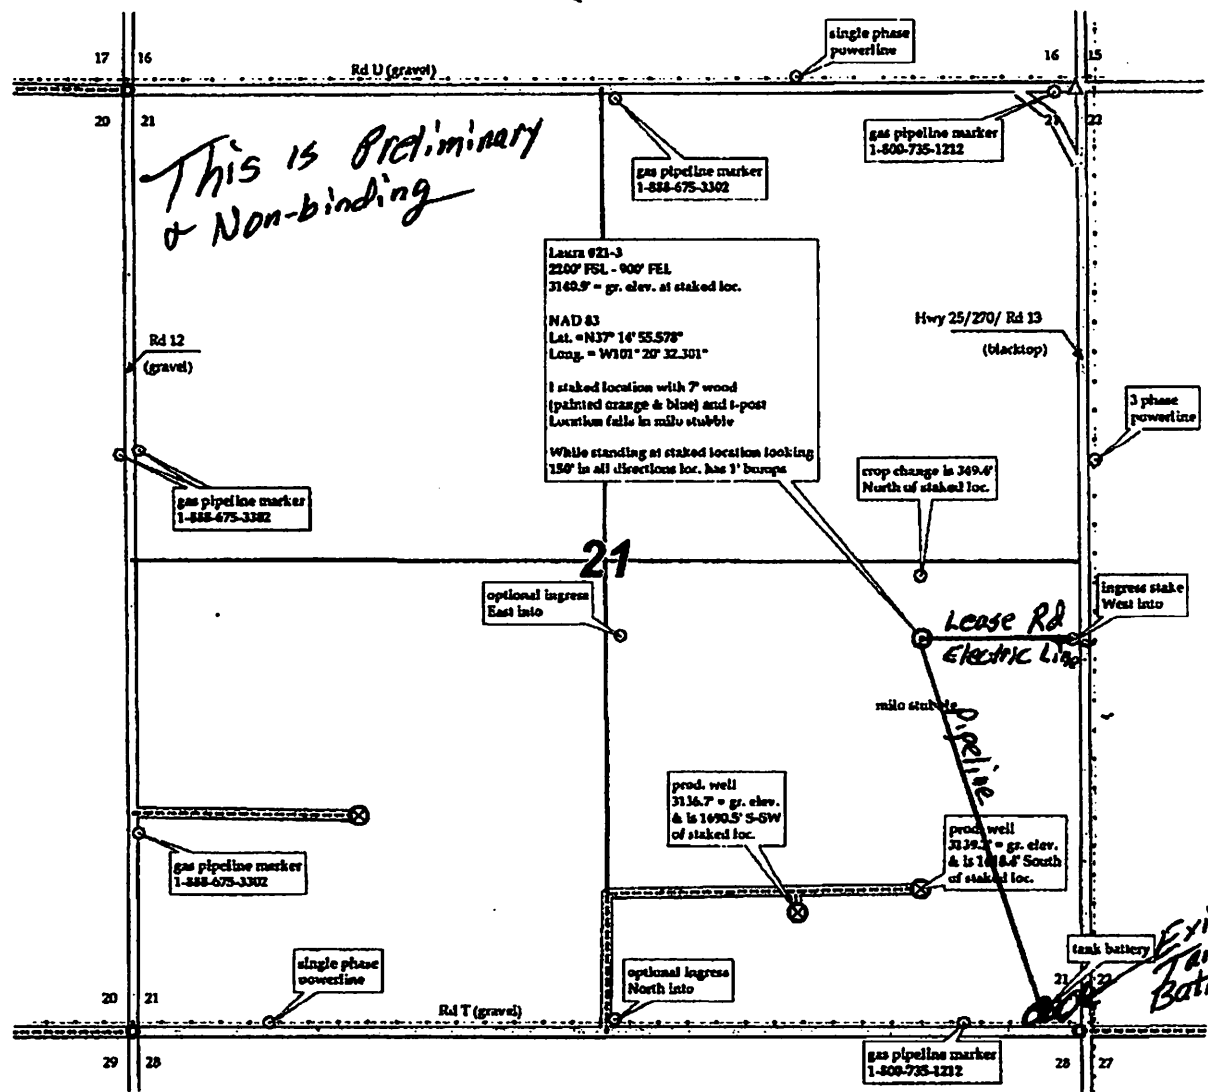 single phase
powerline
17 16
16 15
Rd U (gravel)
20 21
21 22
gas pipeline marker
1-800-735-1212
This is Preliminary
& Non-binding
gas pipeline marker
1-888-675-3302
Laura #21-3
2200' FSL - 900' FEL
3140.9' = gr. elev. at staked loc.
NAD 83
Lat. = N37° 14' 55.578"
Long. = W101° 20' 32.301"
I staked location with 7' wood
(painted orange & blue) and t-post
Location falls in milo stubble
While standing at staked location looking
150' in all directions loc. has 1' bumps
Rd 12
(gravel)
Hwy 25/270/ Rd 13
(blacktop)
3 phase
powerline
crop change is 349.4'
North of staked loc.
gas pipeline marker
1-888-675-3302
21
optional ingress
East into
ingress stake
West into
Lease Rd
Electric Line
milo stubble
Pipeline
prod. well
3136.7' = gr. elev.
& is 1690.5' S-SW
of staked loc.
prod. well
= gr. elev.
& is South
of staked loc.
gas pipeline marker
1-888-675-3302
tank battery
single phase
powerline
optional ingress
North into
20 21
21 22
Rd T (gravel)
29 28
28 27
gas pipeline marker
1-800-735-1212